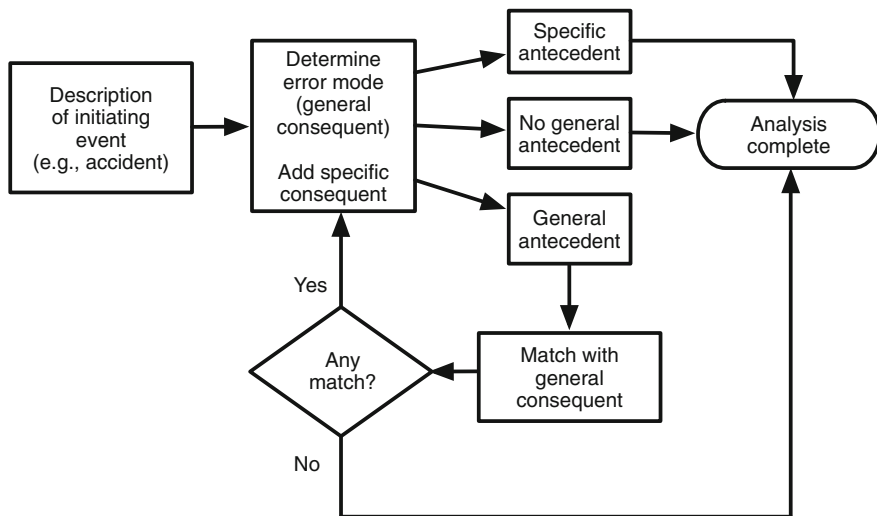 Description
of initiating
event
(e.g., accident)
Determine
error mode
(general
consequent)
Add specific
consequent
Specific
antecedent
No general
antecedent
General
antecedent
Analysis
complete
Match with
general
consequent
Any
match?
Yes
No